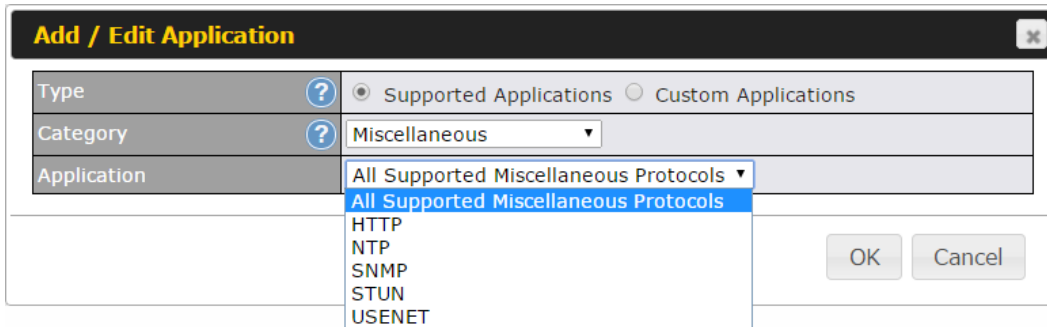 Add / Edit Application
Type ? Supported Applications Custom Applications
Category ? Miscellaneous
Application All Supported Miscellaneous Protocols
All Supported Miscellaneous Protocols
HTTP
NTP
SNMP
STUN
USENET
OK Cancel